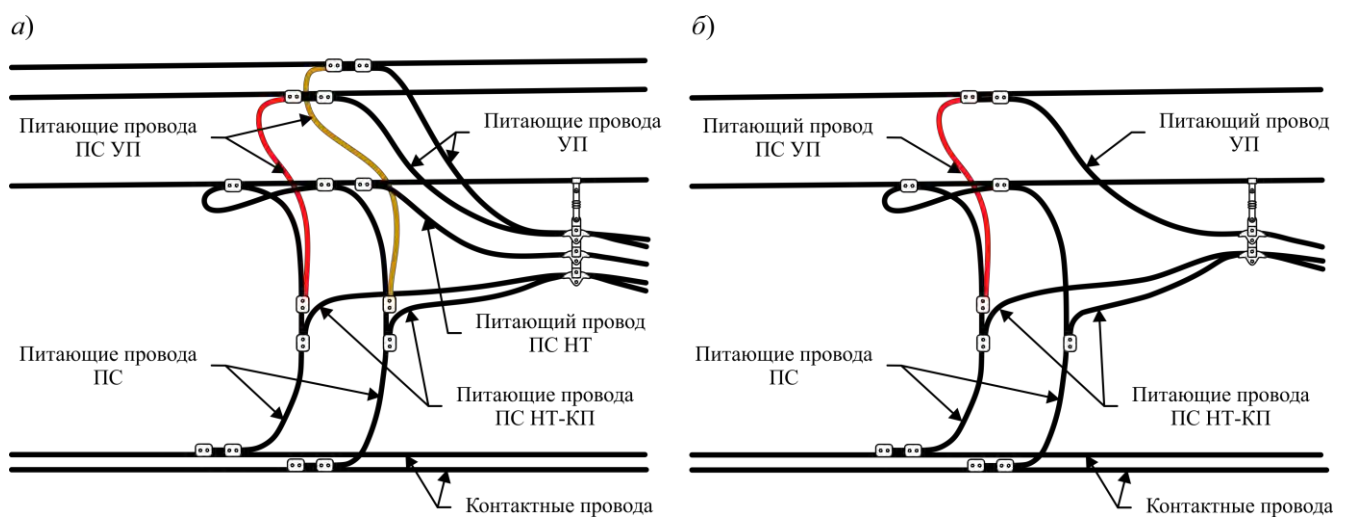 а)
Питающие провода
ПС УП
Питающие провода
УП
Питающий провод
ПС НТ
Питающие провода
ПС
Питающие провода
ПС НТ-КП
Контактные провода
б)
Питающий провод
ПС УП
Питающий провод
УП
Питающие провода
ПС
Питающие провода
ПС НТ-КП
Контактные провода